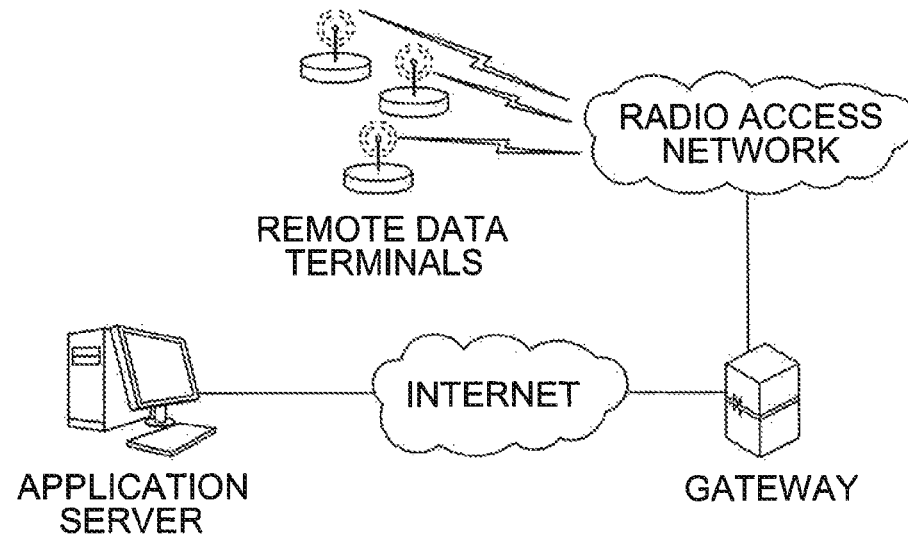 RADIO ACCESS
NETWORK
REMOTE DATA
TERMINALS
INTERNET
APPLICATION
SERVER
GATEWAY